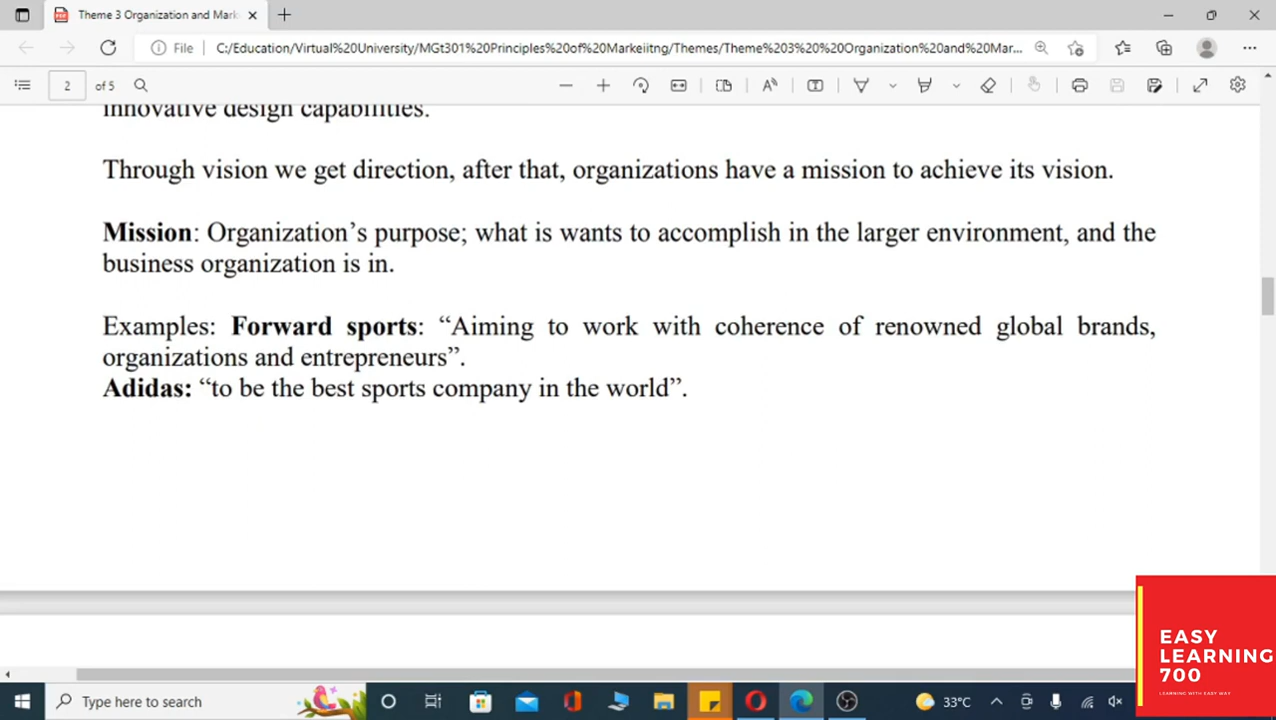 Theme 3 Organization and Mark
File C:/Education/Virtual%20University/MGt301%20Principles%20of%20Markeiitng/Themes/Theme%203%20%20Organization%20and%20Mar...
2 of 5
innovative design capabilities.
Through vision we get direction, after that, organizations have a mission to achieve its vision.
Mission: Organization’s purpose; what is wants to accomplish in the larger environment, and the
business organization is in.
Examples: Forward sports: “Aiming to work with coherence of renowned global brands,
organizations and entrepreneurs”.
Adidas: “to be the best sports company in the world”.
EASY
LEARNING
700
LEARNING WITH EASY WAY
Type here to search
33°C